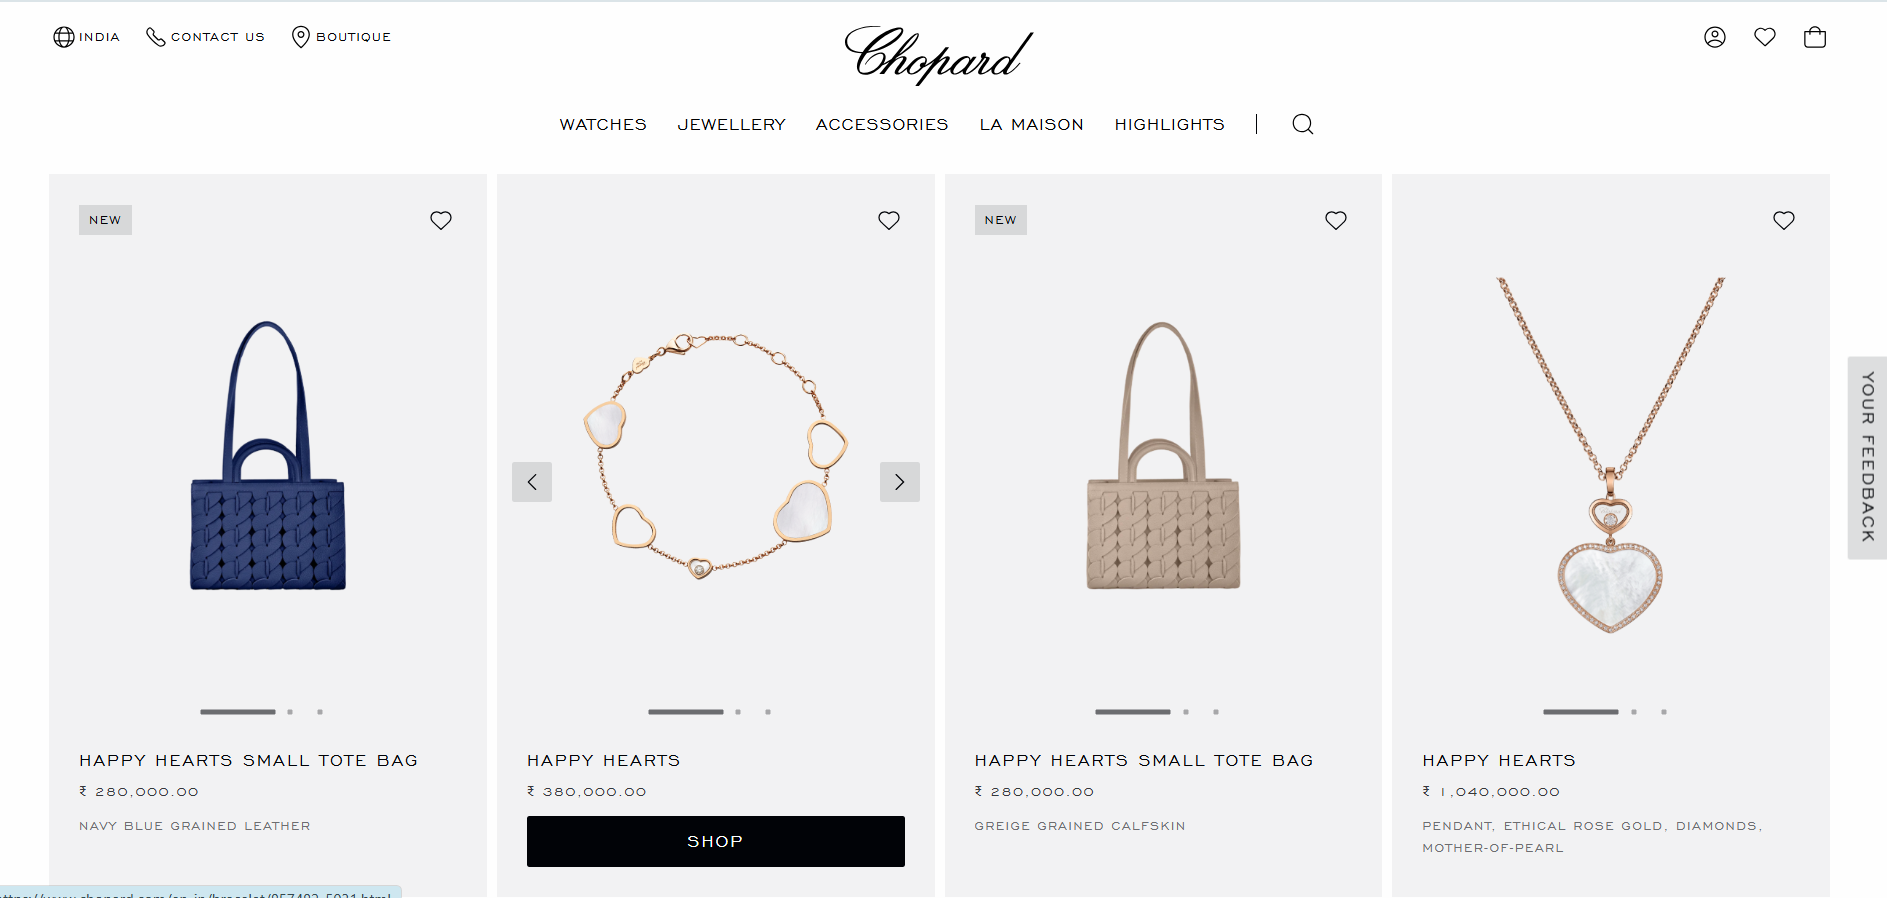 INDIA CONTACT US BOUTIQUE
Chopard
WATCHES JEWELLERY ACCESSORIES LA MAISON HIGHLIGHTS
NEW
HAPPY HEARTS SMALL TOTE BAG
₹ 280,000.00
NAVY BLUE GRAINED LEATHER
HAPPY HEARTS
₹ 380,000.00
SHOP
NEW
HAPPY HEARTS SMALL TOTE BAG
₹ 280,000.00
GREIGE GRAINED CALFSKIN
HAPPY HEARTS
₹ 1,040,000.00
PENDANT, ETHICAL ROSE GOLD, DIAMONDS,
MOTHER-OF-PEARL
YOUR FEEDBACK